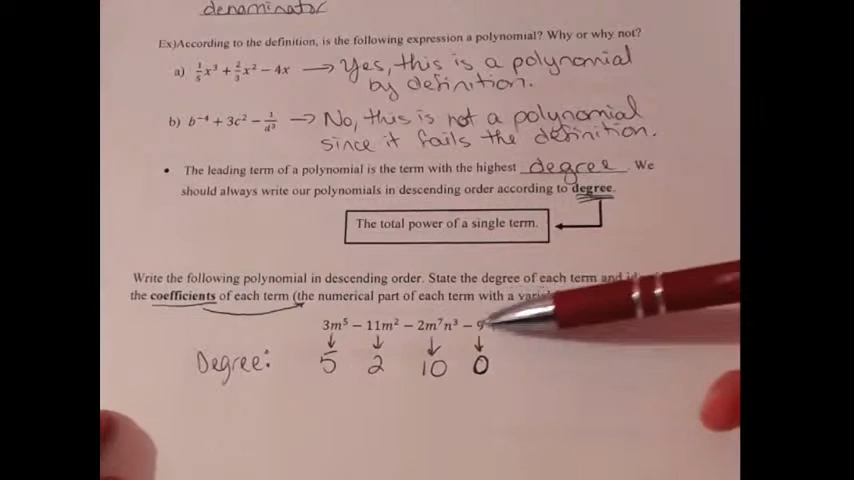 denominator
Ex)According to the definition, is the following expression a polynomial? Why or why not?
a) 1/5x³ + 2/3x² − 4x → Yes, this is a polynomial
by definition.
b) b⁻⁴ + 3c² − 1/d³ → No, this is not a polynomial
since it fails the definition.
• The leading term of a polynomial is the term with the highest degree. We
should always write our polynomials in descending order according to degree.
The total power of a single term.
Write the following polynomial in descending order. State the degree of each term and
the coefficients of each term (the numerical part of each term with a
3m⁵ − 11m² − 2m⁷n³ − 9
Degree: 5 2 10 0